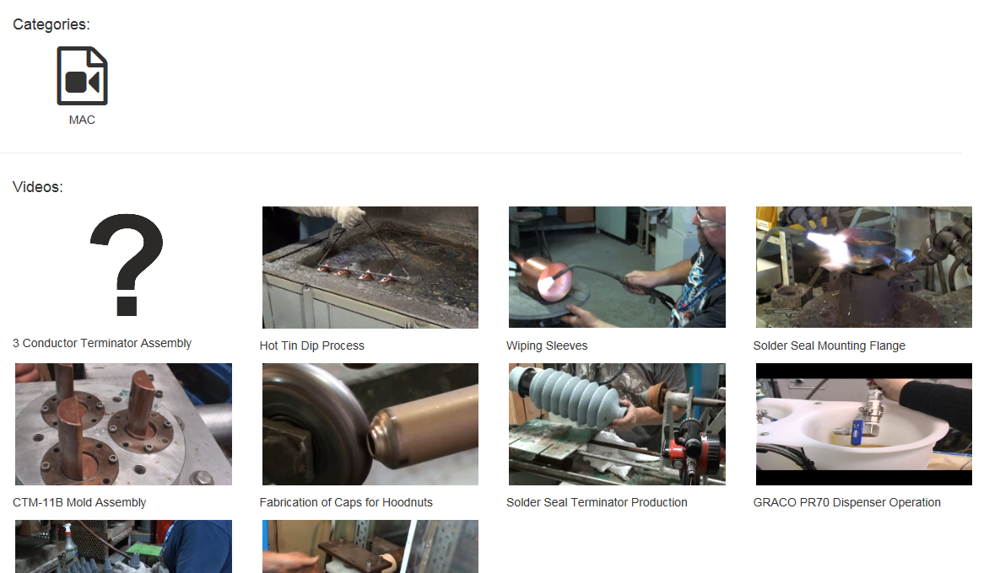 Categories:
MAC
Videos:
?
3 Conductor Terminator Assembly
Hot Tin Dip Process
Wiping Sleeves
Solder Seal Mounting Flange
CTM-11B Mold Assembly
Fabrication of Caps for Hoodnuts
Solder Seal Terminator Production
GRACO PR70 Dispenser Operation